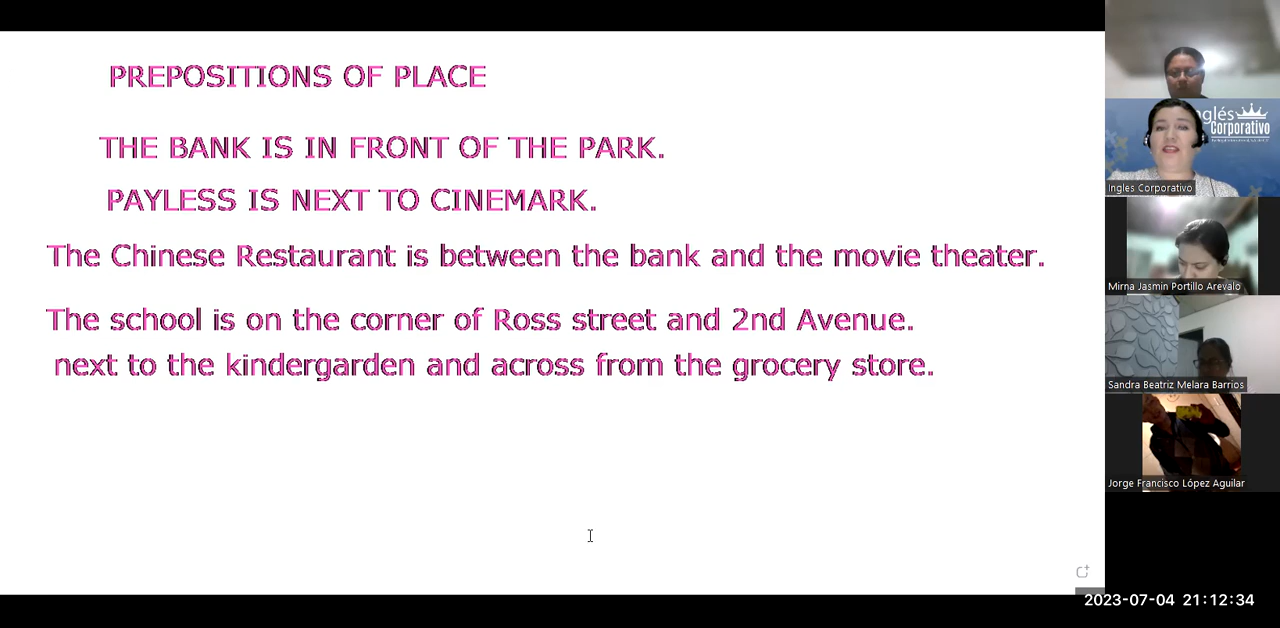 PREPOSITIONS OF PLACE
THE BANK IS IN FRONT OF THE PARK.
PAYLESS IS NEXT TO CINEMARK.
The Chinese Restaurant is between the bank and the movie theater.
The school is on the corner of Ross street and 2nd Avenue.
next to the kindergarden and across from the grocery store.
Inglés
Corporativo
Ingles Corporativo
Mirna Jasmin Portillo Arevalo
Sandra Beatriz Melara Barrios
Jorge Francisco López Aguilar
2023-07-04 21:12:34